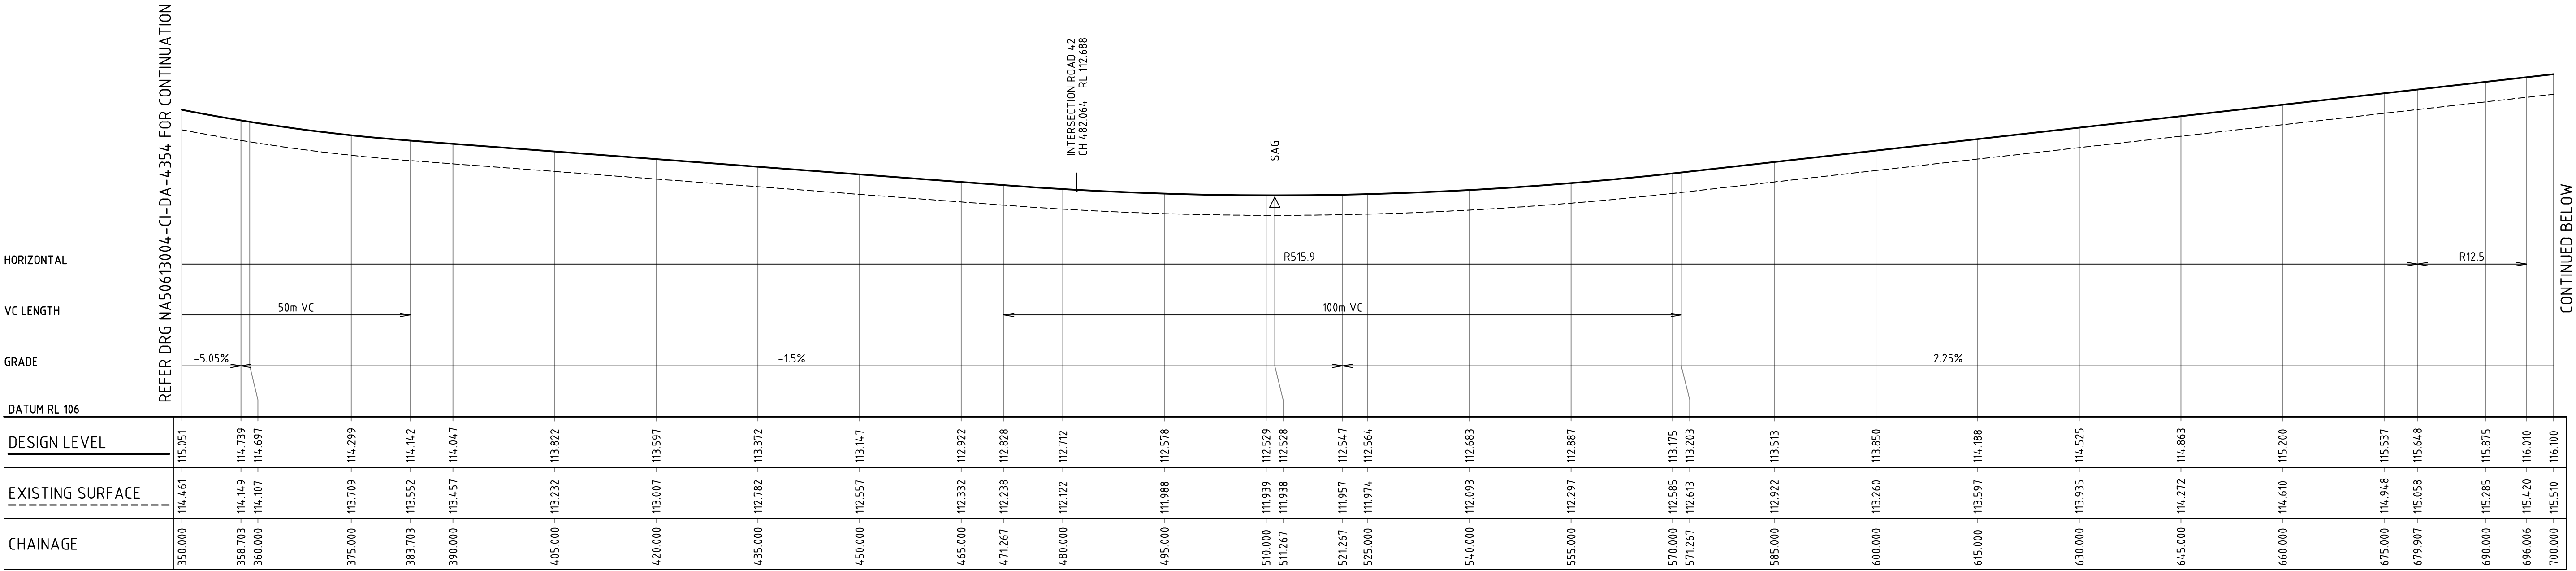 REFER DRG NA50613004-CI-DA-4354 FOR CONTINUATION
INTERSECTION ROAD 42
CH 482.064 RL 112.688
SAG
CONTINUED BELOW
HORIZONTAL
R515.9
R12.5
VC LENGTH
50m VC
100m VC
GRADE
-5.05%
-1.5%
2.25%
DATUM RL 106
DESIGN LEVEL
115.051 114.739 114.697 114.299 114.142 114.047 113.822 113.597 113.372 113.147 112.922 112.828 112.712 112.578 112.529 112.528 112.547 112.564 112.683 112.887 113.175 113.203 113.513 113.850 114.188 114.525 114.863 115.200 115.537 115.648 115.875 116.010 116.100
EXISTING SURFACE
114.461 114.149 114.107 113.709 113.552 113.457 113.232 113.007 112.782 112.557 112.332 112.238 112.122 111.988 111.939 111.938 111.957 111.974 112.093 112.297 112.585 112.613 112.922 113.260 113.597 113.935 114.272 114.610 114.948 115.058 115.285 115.420 115.510
CHAINAGE
350.000 358.703 360.000 375.000 383.703 390.000 405.000 420.000 435.000 450.000 465.000 471.267 480.000 495.000 510.000 511.267 521.267 525.000 540.000 555.000 570.000 571.267 585.000 600.000 615.000 630.000 645.000 660.000 675.000 679.907 690.000 696.006 700.000